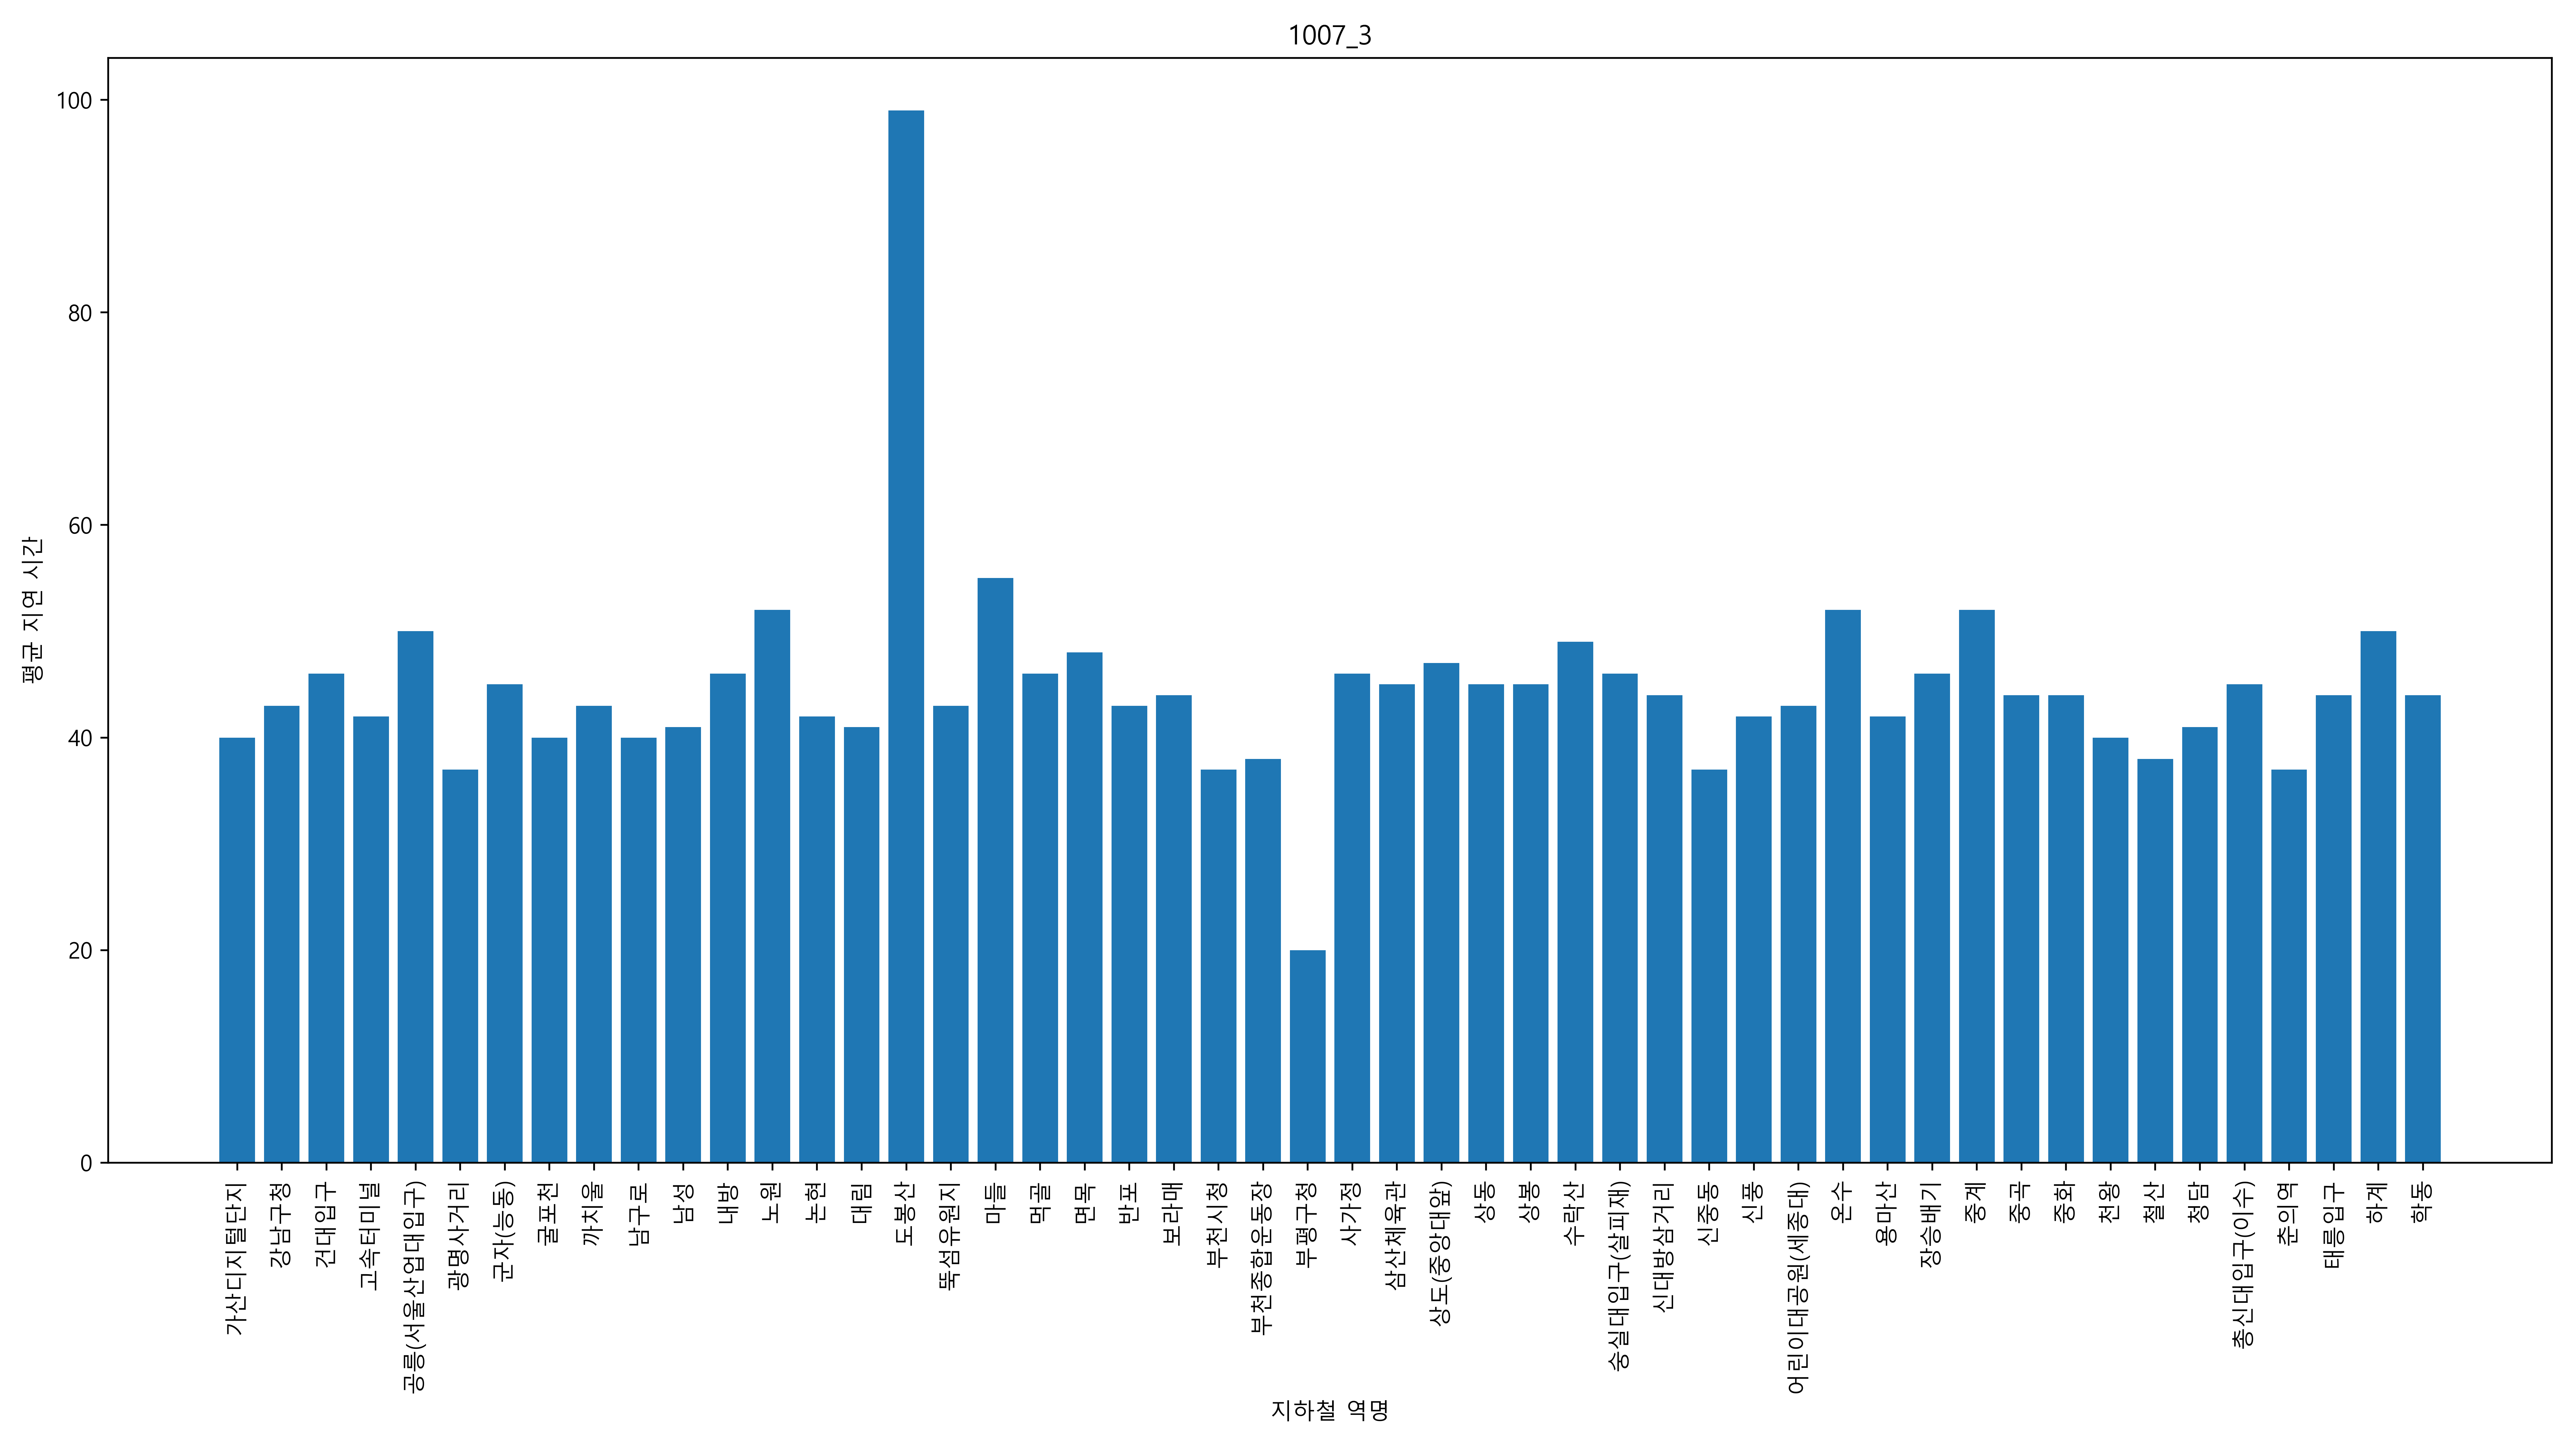 1007_3
평균 지연 시간
100
80
60
40
20
0
가산디지털단지
강남구청
건대입구
고속터미널
공릉(서울산업대입구)
광명사거리
군자(능동)
굴포천
까치울
남구로
남성
내방
노원
논현
대림
도봉산
뚝섬유원지
마들
먹골
면목
반포
보라매
부천시청
부천종합운동장
부평구청
사가정
삼산체육관
상도(중앙대앞)
상동
상봉
수락산
숭실대입구(살피재)
신대방삼거리
신중동
신풍
어린이대공원(세종대)
온수
용마산
장승배기
중계
중곡
중화
천왕
철산
청담
총신대입구(이수)
춘의역
태릉입구
하계
학동
지하철 역명